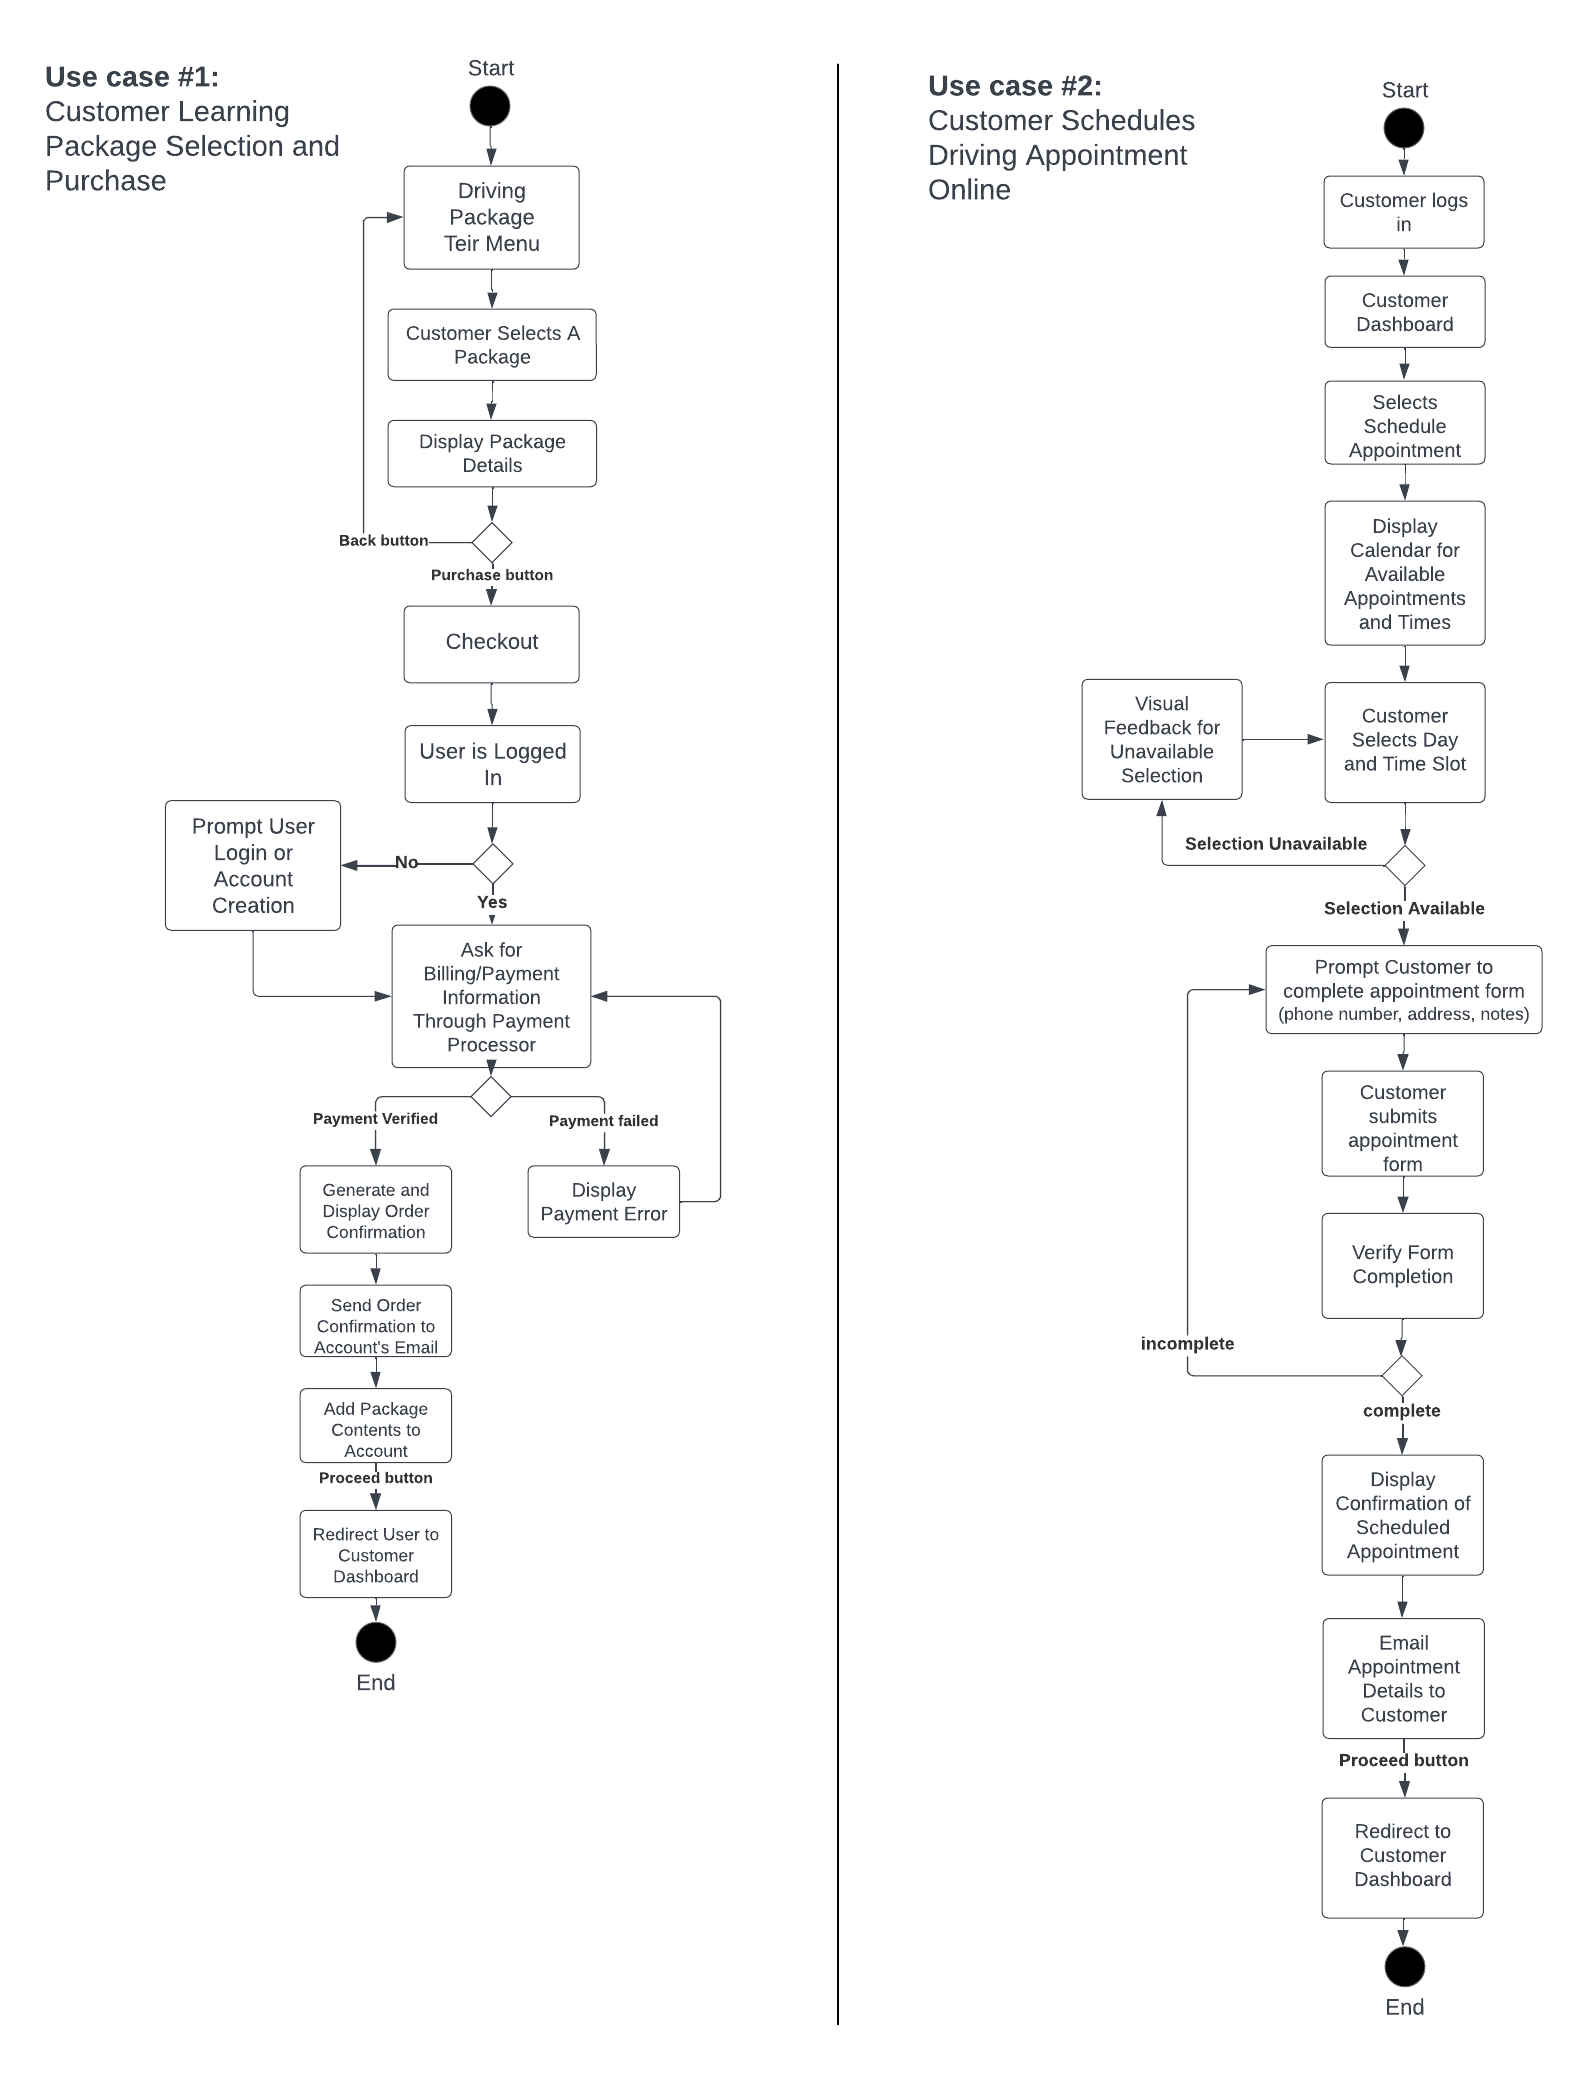 Use case #1:
Customer Learning
Package Selection and
Purchase
Start
Driving
Package
Teir Menu
Customer Selects A
Package
Display Package
Details
Back button
Purchase button
Checkout
User is Logged
In
No
Prompt User
Login or
Account
Creation
Yes
Ask for
Billing/Payment
Information
Through Payment
Processor
Payment Verified
Payment failed
Generate and
Display Order
Confirmation
Display
Payment Error
Send Order
Confirmation to
Account's Email
Add Package
Contents to
Account
Proceed button
Redirect User to
Customer
Dashboard
End
Use case #2:
Customer Schedules
Driving Appointment
Online
Start
Customer logs
in
Customer
Dashboard
Selects
Schedule
Appointment
Display
Calendar for
Available
Appointments
and Times
Visual
Feedback for
Unavailable
Selection
Customer
Selects Day
and Time Slot
Selection Unavailable
Selection Available
Prompt Customer to
complete appointment form
(phone number, address, notes)
Customer
submits
appointment
form
Verify Form
Completion
incomplete
complete
Display
Confirmation of
Scheduled
Appointment
Email
Appointment
Details to
Customer
Proceed button
Redirect to
Customer
Dashboard
End